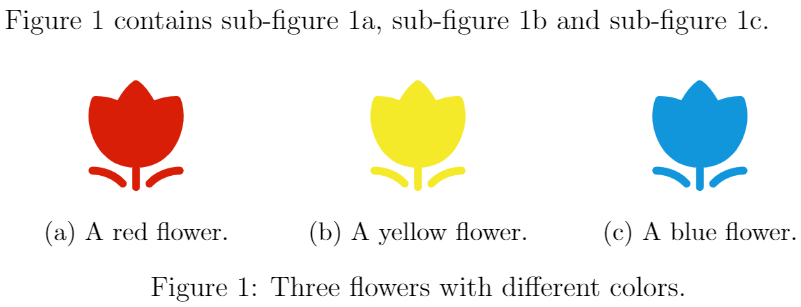 Figure 1 contains sub-figure 1a, sub-figure 1b and sub-figure 1c.
(a) A red flower.
(b) A yellow flower.
(c) A blue flower.
Figure 1: Three flowers with different colors.